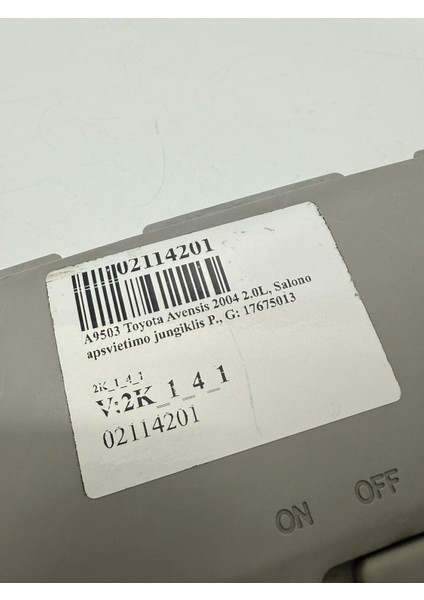 02114201
A9503 Toyota Avensis 2004 2.0L, Salono
apsvietimo jungiklis P., G: 17675013
2K_1_4_1
V:2K_1_4_1
02114201
ON OFF